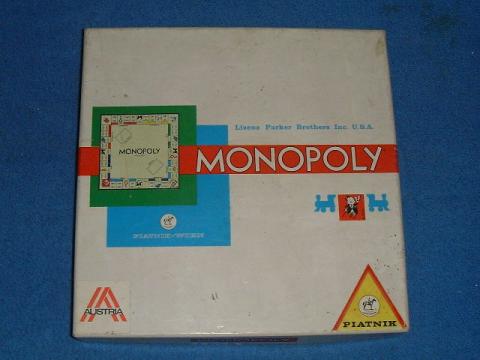 Lizenz Parker Brothers Inc. U.S.A.
MONOPOLY
MONOPOLY
PIATNIK-WIEN
AUSTRIA
PIATNIK